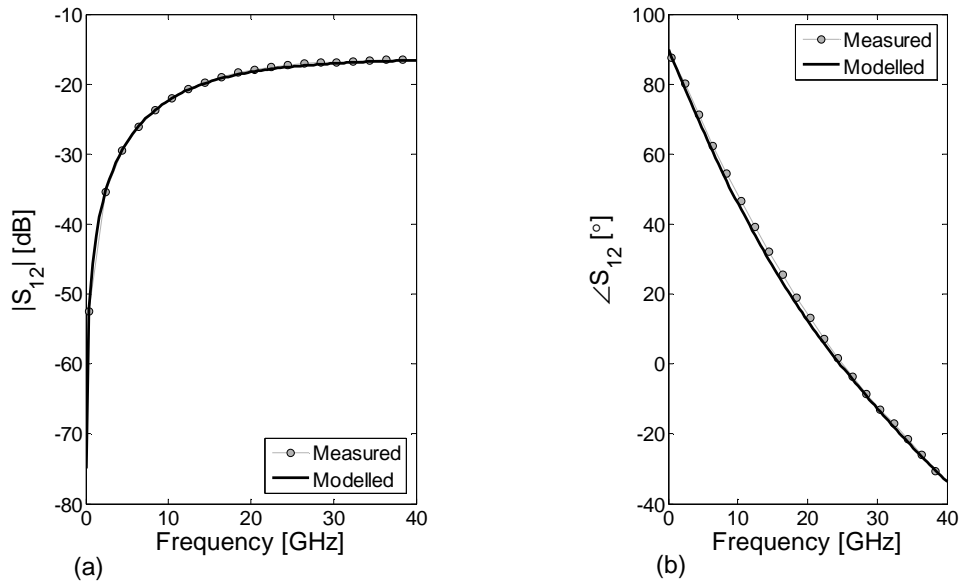 -10
-20
-30
-40
-50
-60
-70
-80
|S12| [dB]
0 10 20 30 40
Frequency [GHz]
Measured
Modelled
(a)
100
80
60
40
20
0
-20
-40
∠S12 [°]
0 10 20 30 40
Frequency [GHz]
Measured
Modelled
(b)